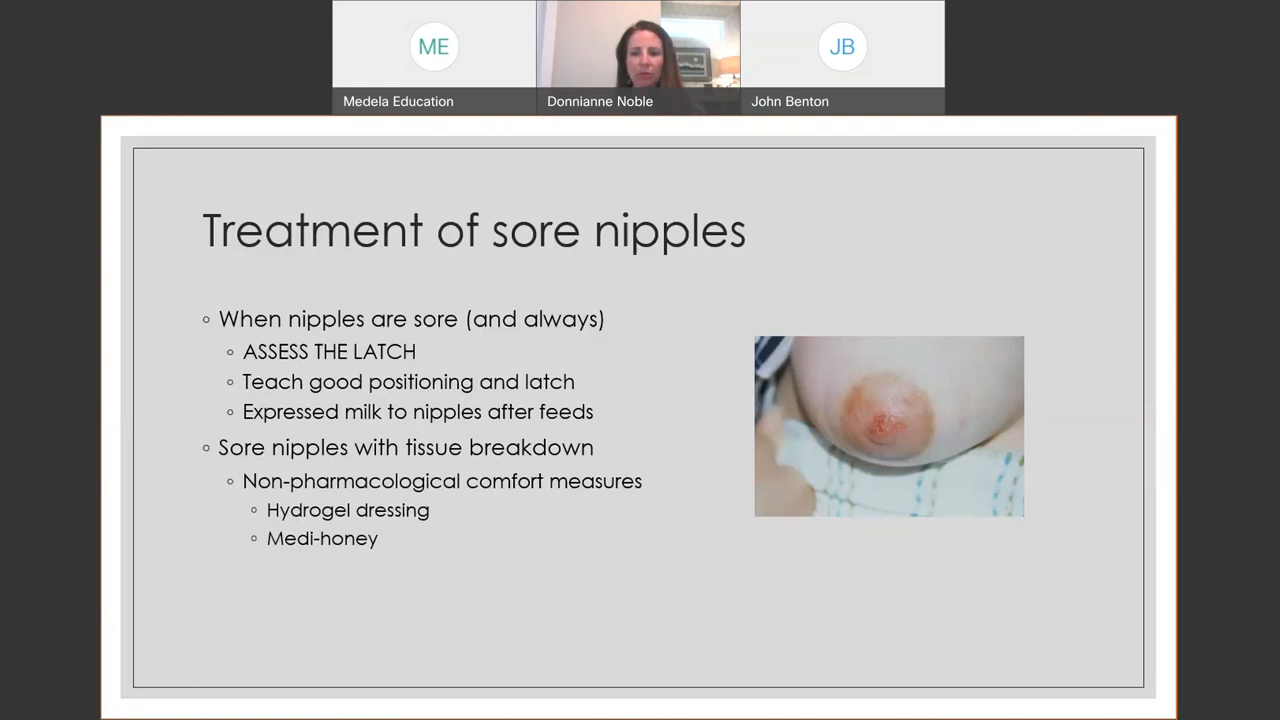 ME
JB
Medela Education
Donnianne Noble
John Benton
Treatment of sore nipples
◦ When nipples are sore (and always)
◦ ASSESS THE LATCH
◦ Teach good positioning and latch
◦ Expressed milk to nipples after feeds
◦ Sore nipples with tissue breakdown
◦ Non-pharmacological comfort measures
◦ Hydrogel dressing
◦ Medi-honey